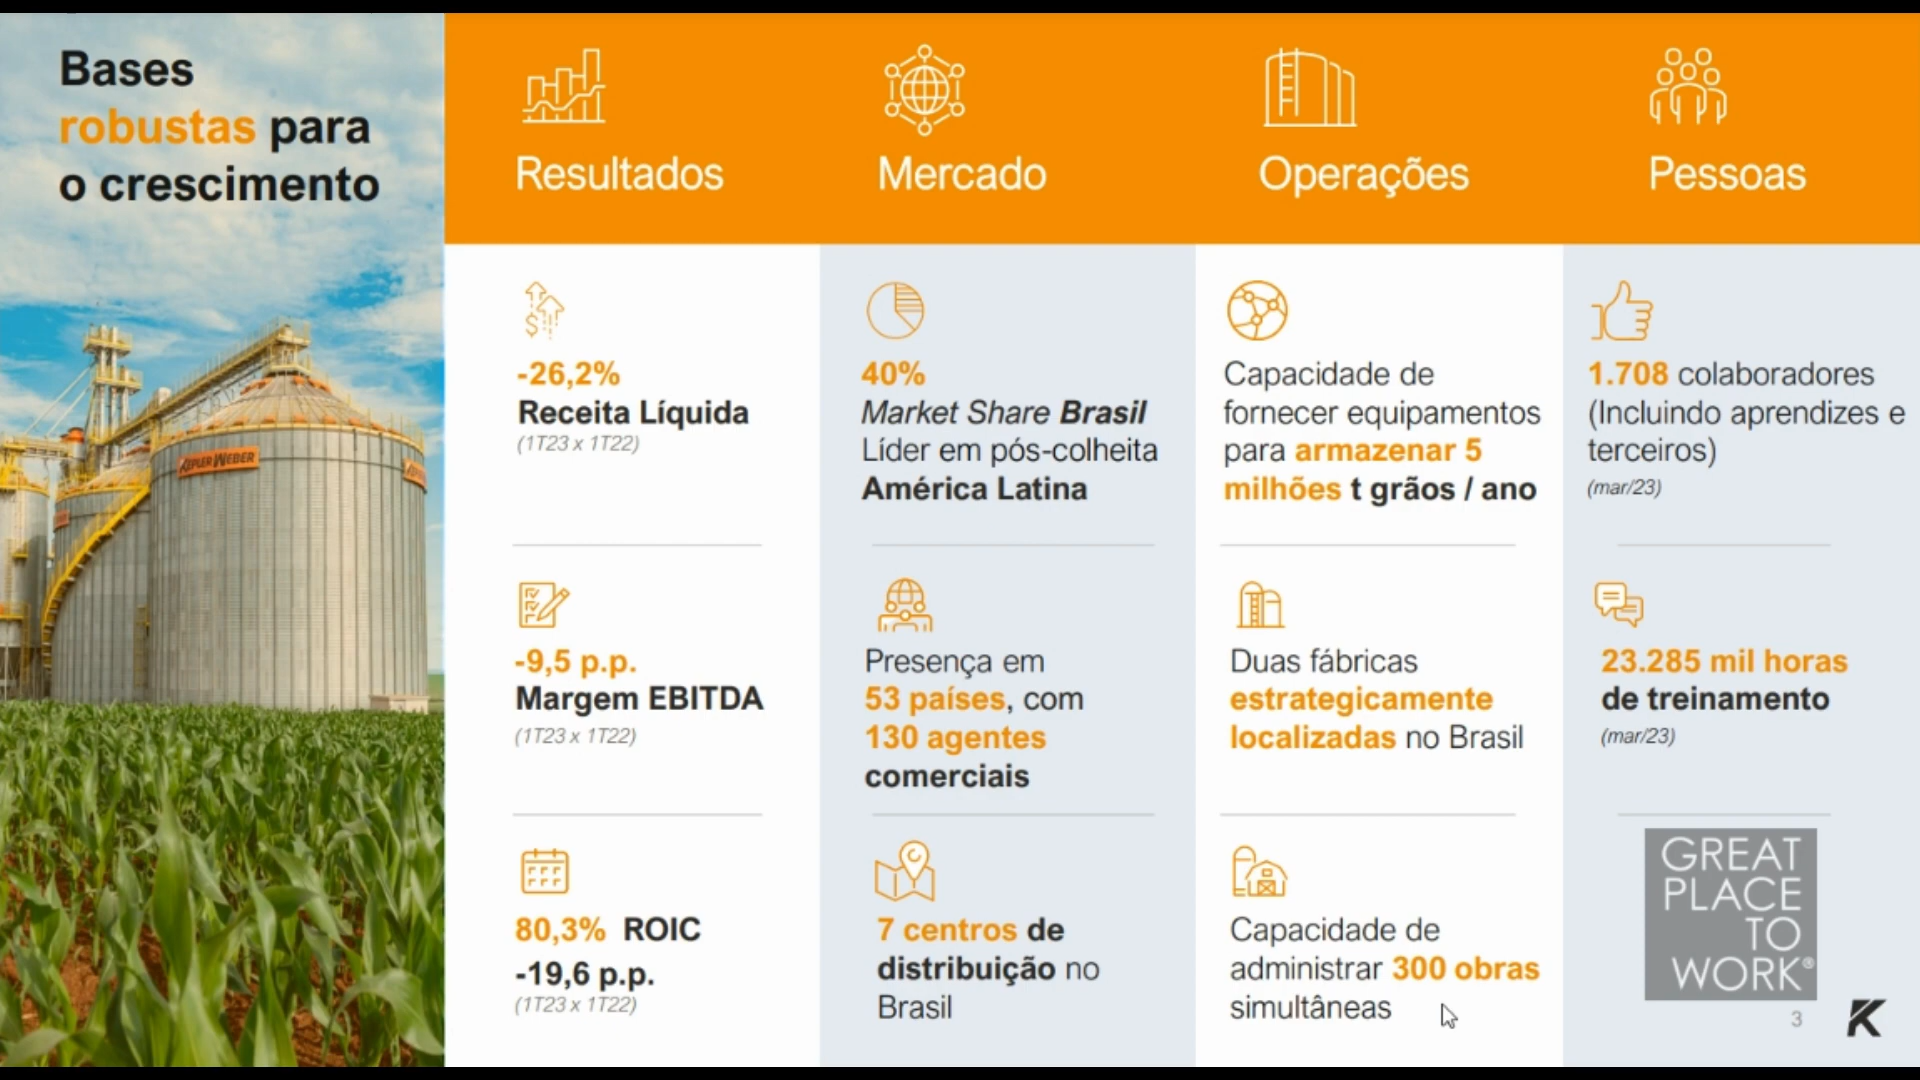 Bases
robustas para
o crescimento
KEPLER WEBER
Resultados
Mercado
Operações
Pessoas
-26,2%
Receita Líquida
(1T23 x 1T22)
-9,5 p.p.
Margem EBITDA
(1T23 x 1T22)
80,3% ROIC
-19,6 p.p.
(1T23 x 1T22)
40%
Market Share Brasil
Líder em pós-colheita
América Latina
Presença em
53 países, com
130 agentes
comerciais
7 centros de
distribuição no
Brasil
Capacidade de
fornecer equipamentos
para armazenar 5
milhões t grãos / ano
Duas fábricas
estrategicamente
localizadas no Brasil
Capacidade de
administrar 300 obras
simultâneas
1.708 colaboradores
(Incluindo aprendizes e
terceiros)
(mar/23)
23.285 mil horas
de treinamento
(mar/23)
GREAT
PLACE
TO
WORK®
3